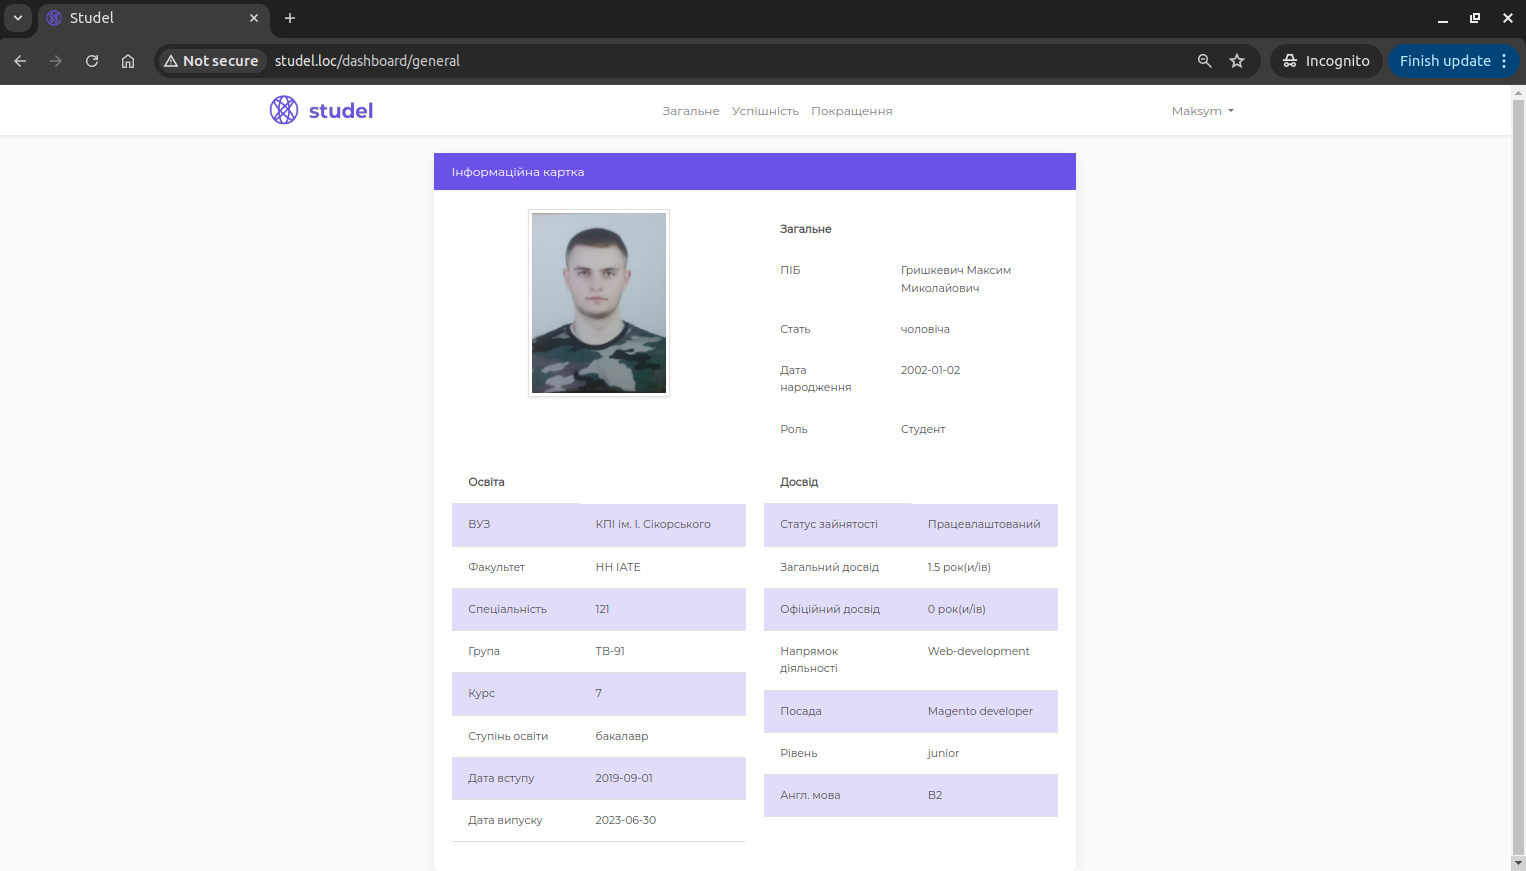 Studel
Not secure studel.loc/dashboard/general
Incognito
Finish update
studel
Загальне Успішність Покращення
Maksym
Інформаційна картка
Загальне
ПІБ Гришкевич Максим
Миколайович
Стать чоловіча
Дата 2002-01-02
народження
Роль Студент
Освіта
ВУЗ КПІ ім. І. Сікорського
Факультет НН ІАТЕ
Спеціальність 121
Група ТВ-91
Курс 7
Ступінь освіти бакалавр
Дата вступу 2019-09-01
Дата випуску 2023-06-30
Досвід
Статус зайнятості Працевлаштований
Загальний досвід 1.5 рок(и/ів)
Офіційний досвід 0 рок(и/ів)
Напрямок Web-development
діяльності
Посада Magento developer
Рівень junior
Англ. мова B2